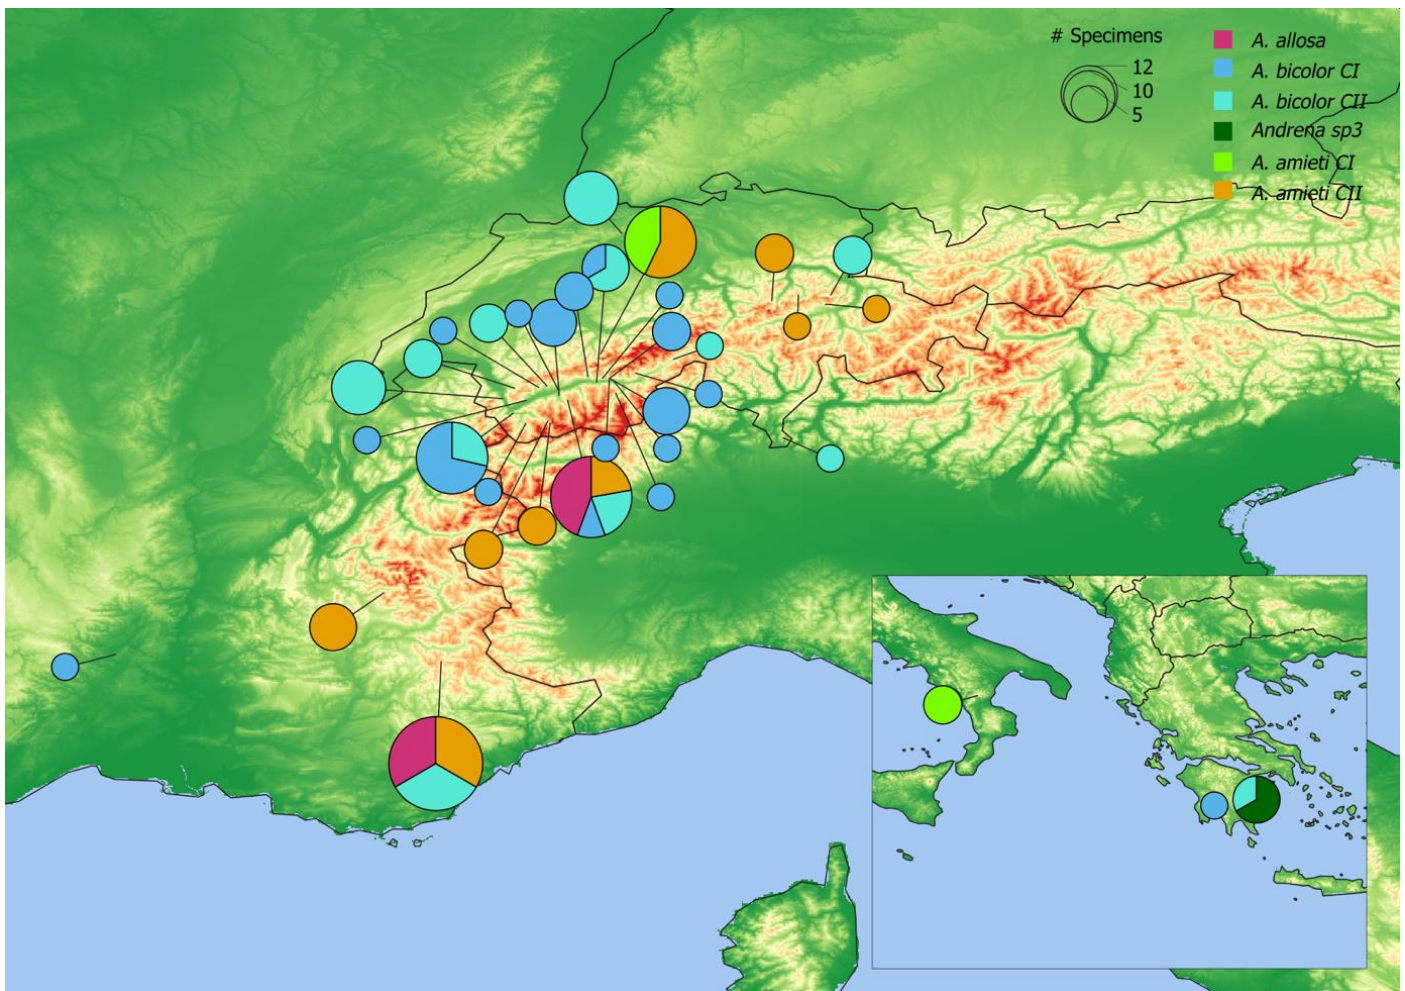 # Specimens
12
10
5
A. allosa
A. bicolor CI
A. bicolor CII
Andrena sp3
A. amieti CI
A. amieti CII